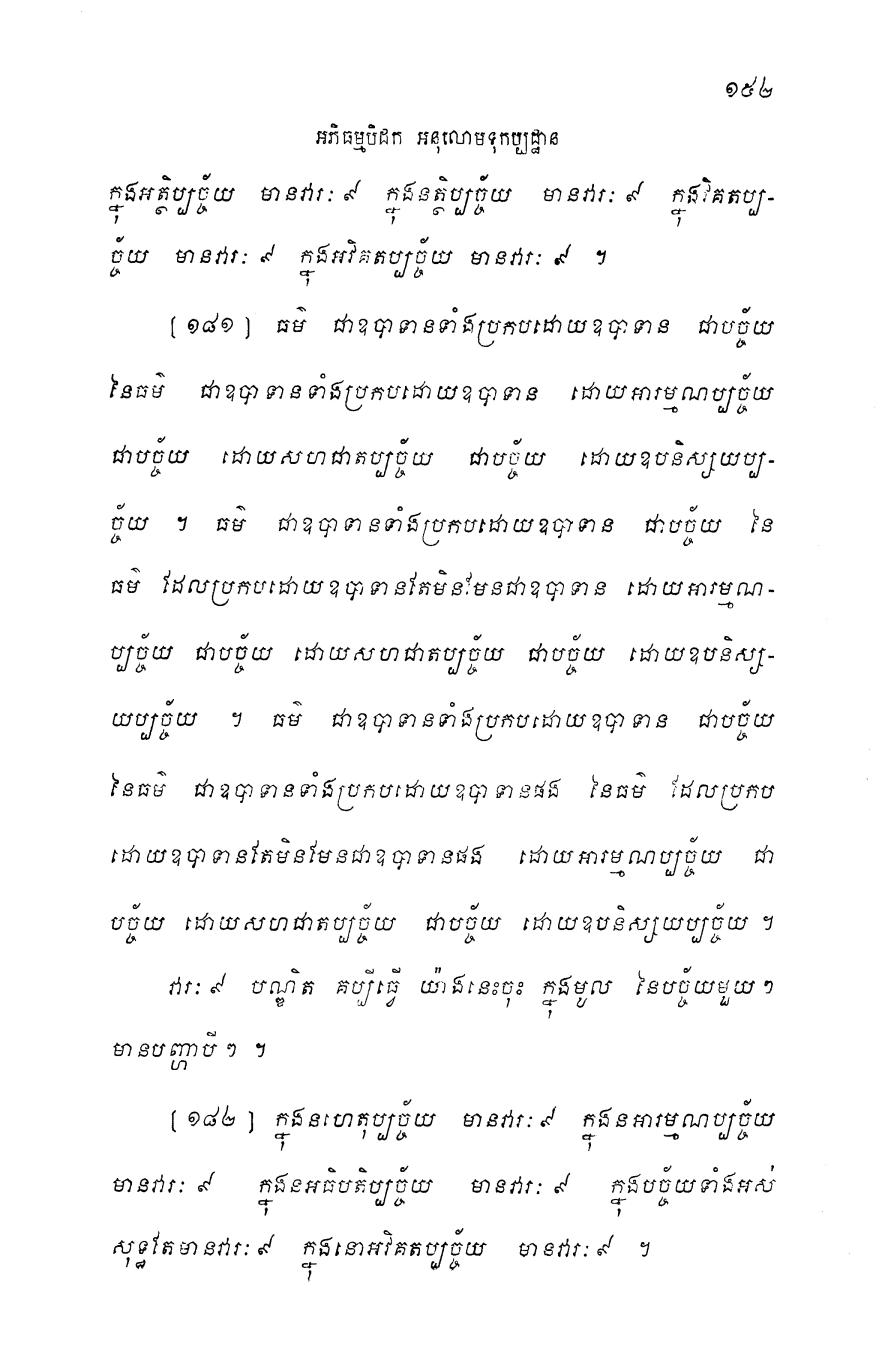 ១៥២
អភិធម្មបិដក អនុលោមទុកប្បដ្ឋាន
ក្នុងអត្ថិប្បច្ច័យ មានវារៈ ៩ ក្នុងនត្ថិប្បច្ច័យ មានវារៈ ៩ ក្នុងវិគតប្ប-
ច្ច័យ មានវារៈ ៩ ក្នុងអវិគតប្បច្ច័យ មានវារៈ ៩ ។
[១៨១] ធម៌ ជាឧបាទានទាំងប្រកបដោយឧបាទាន ជាបច្ច័យ
នៃធម៌ ជាឧបាទានទាំងប្រកបដោយឧបាទាន ដោយអារម្មណប្បច្ច័យ
ជាបច្ច័យ ដោយសហជាតប្បច្ច័យ ជាបច្ច័យ ដោយឧបនិស្សយប្ប-
ច្ច័យ ។ ធម៌ ជាឧបាទានទាំងប្រកបដោយឧបាទាន ជាបច្ច័យ នៃ
ធម៌ ដែលប្រកបដោយឧបាទានតែមិនមែនជាឧបាទាន ដោយអារម្មណ-
ប្បច្ច័យ ជាបច្ច័យ ដោយសហជាតប្បច្ច័យ ជាបច្ច័យ ដោយឧបនិស្ស-
យប្បច្ច័យ ។ ធម៌ ជាឧបាទានទាំងប្រកបដោយឧបាទាន ជាបច្ច័យ
នៃធម៌ ជាឧបាទានទាំងប្រកបដោយឧបាទានផង នៃធម៌ ដែលប្រកប
ដោយឧបាទានតែមិនមែនជាឧបាទានផង ដោយអារម្មណប្បច្ច័យ ជា
បច្ច័យ ដោយសហជាតប្បច្ច័យ ជាបច្ច័យ ដោយឧបនិស្សយប្បច្ច័យ ។
វារៈ ៩ បណ្ឌិត គប្បីធ្វើ យ៉ាងនេះចុះ ក្នុងមូល នៃបច្ច័យមួយៗ
មានបញ្ហាបីៗ ។
[១៨២] ក្នុងនហេតុប្បច្ច័យ មានវារៈ ៩ ក្នុងនអារម្មណប្បច្ច័យ
មានវារៈ ៩ ក្នុងនអធិបតិប្បច្ច័យ មានវារៈ ៩ ក្នុងបច្ច័យទាំងអស់
សុទ្ធតែមានវារៈ ៩ ក្នុងនោអវិគតប្បច្ច័យ មានវារៈ ៩ ។